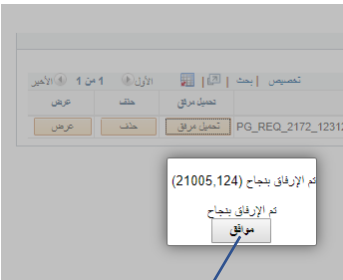 تخصيص | بحث | الأول 1 من 1 الأخير
تحميل مرفق حذف عرض
PG_REQ_2172_1231 تحميل مرفق حذف عرض
تم الإرفاق بنجاح (21005,124)
تم الإرفاق بنجاح
موافق